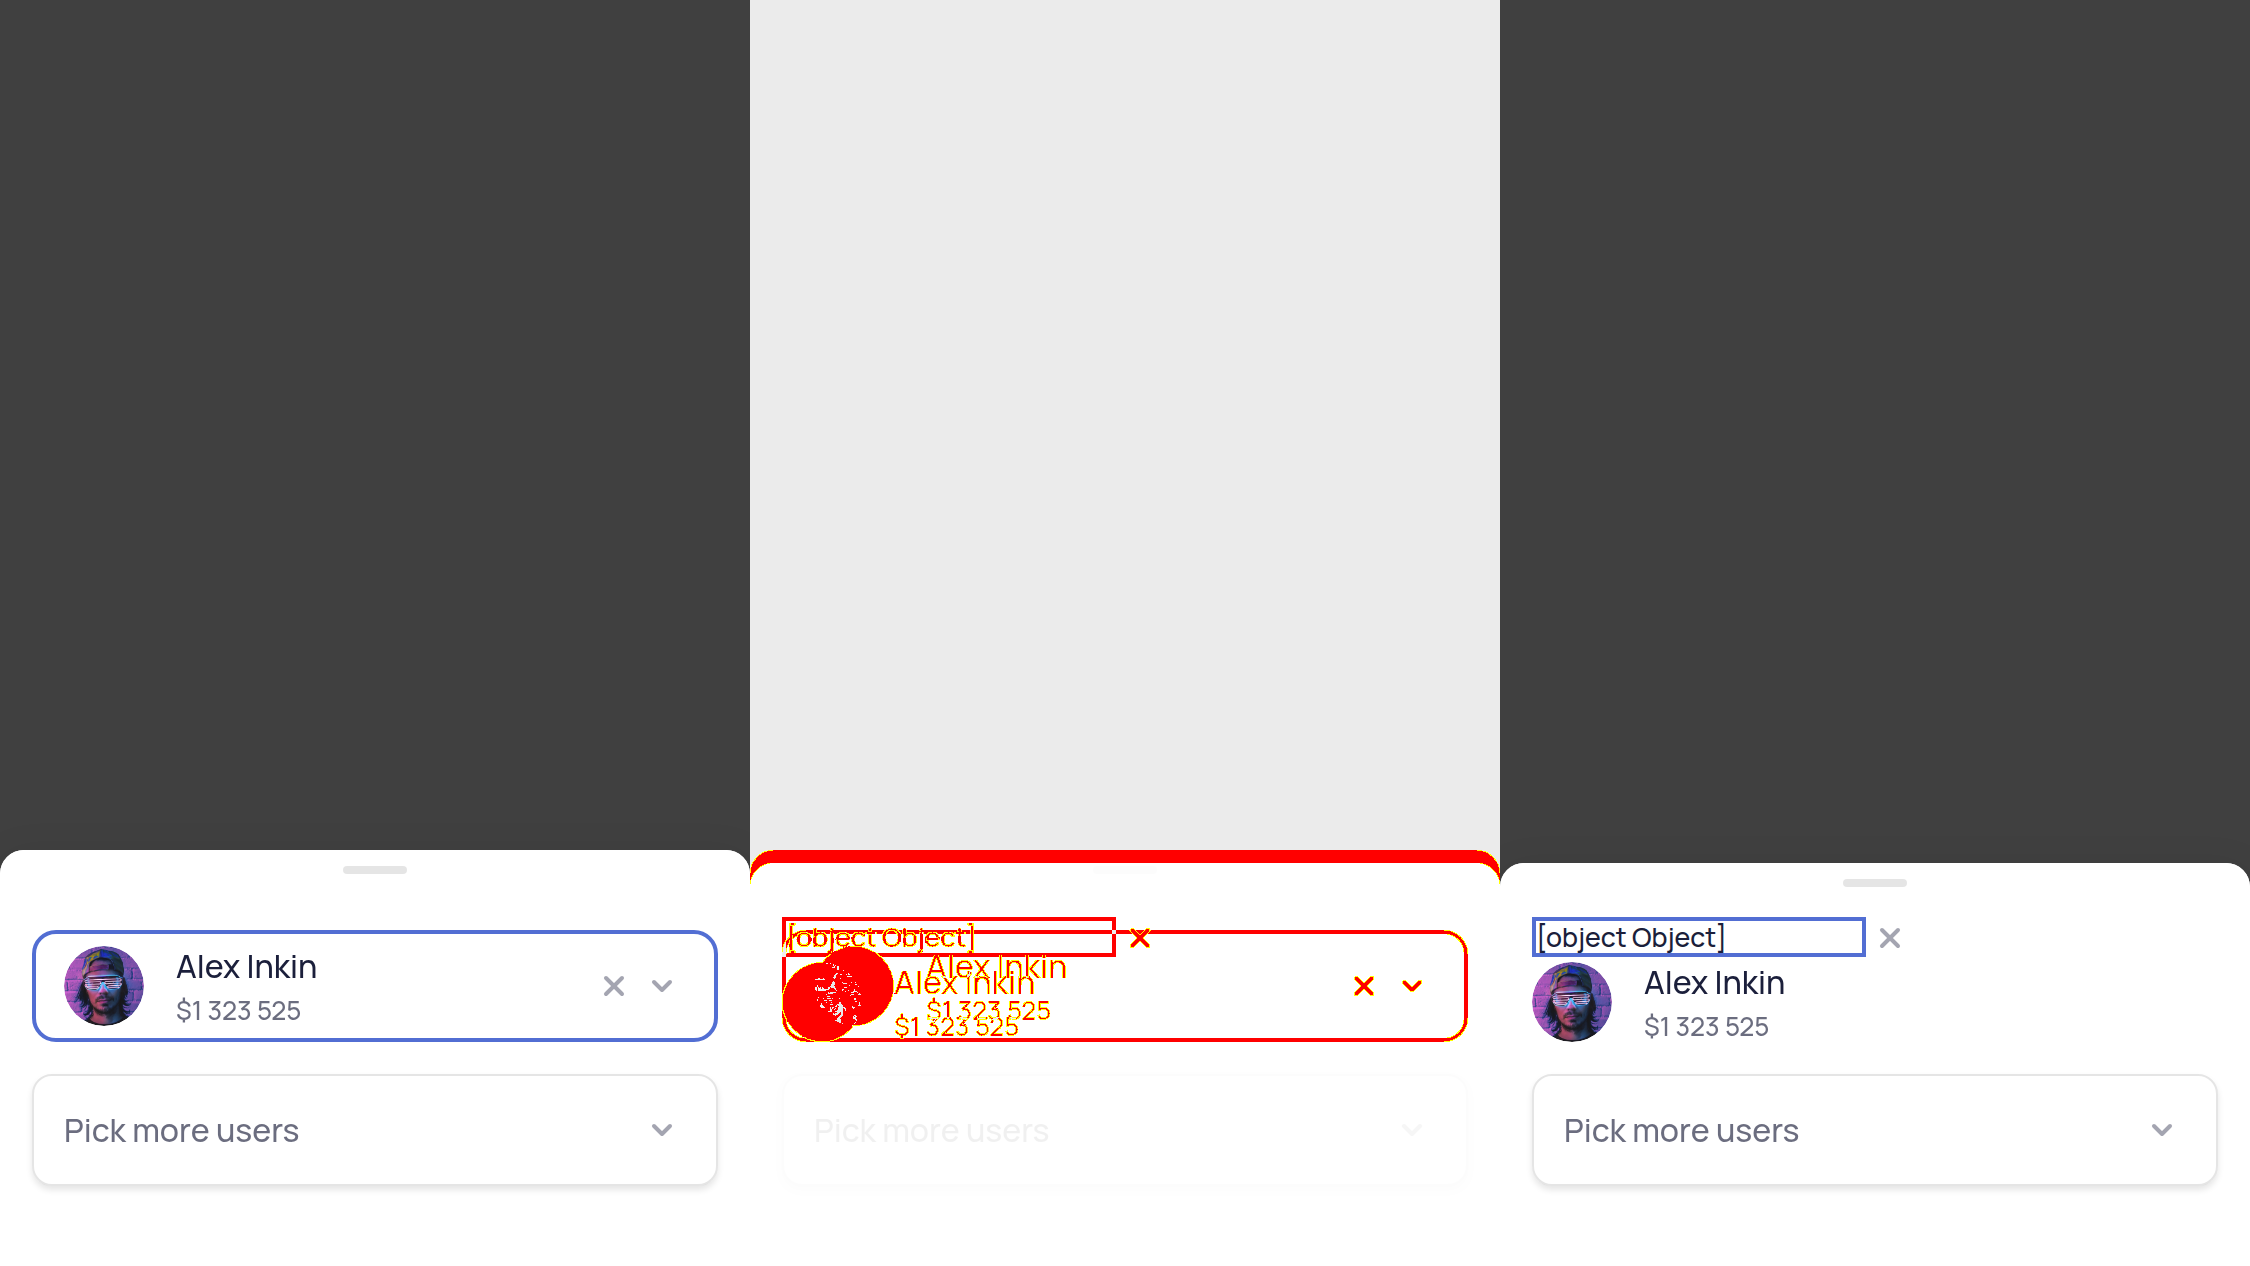 Alex Inkin
$1 323 525
Pick more users
[object Object]
Alex Inkin
Alex Inkin
$1 323 525
$1 323 525
Pick more users
[object Object]
Alex Inkin
$1 323 525
Pick more users